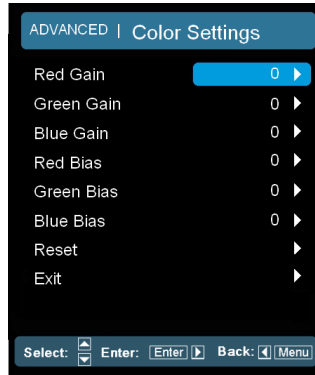 ADVANCED | Color Settings
Red Gain 0
Green Gain 0
Blue Gain 0
Red Bias 0
Green Bias 0
Blue Bias 0
Reset
Exit
Select: Enter: Enter Back: Menu